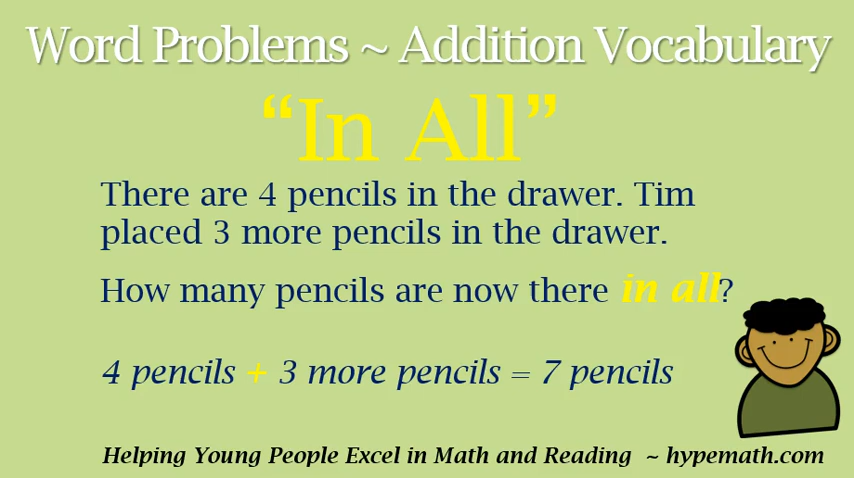 Word Problems ~ Addition Vocabulary
“In All”
There are 4 pencils in the drawer. Tim
placed 3 more pencils in the drawer.
How many pencils are now there in all?
4 pencils + 3 more pencils = 7 pencils
Helping Young People Excel in Math and Reading ~ hypemath.com